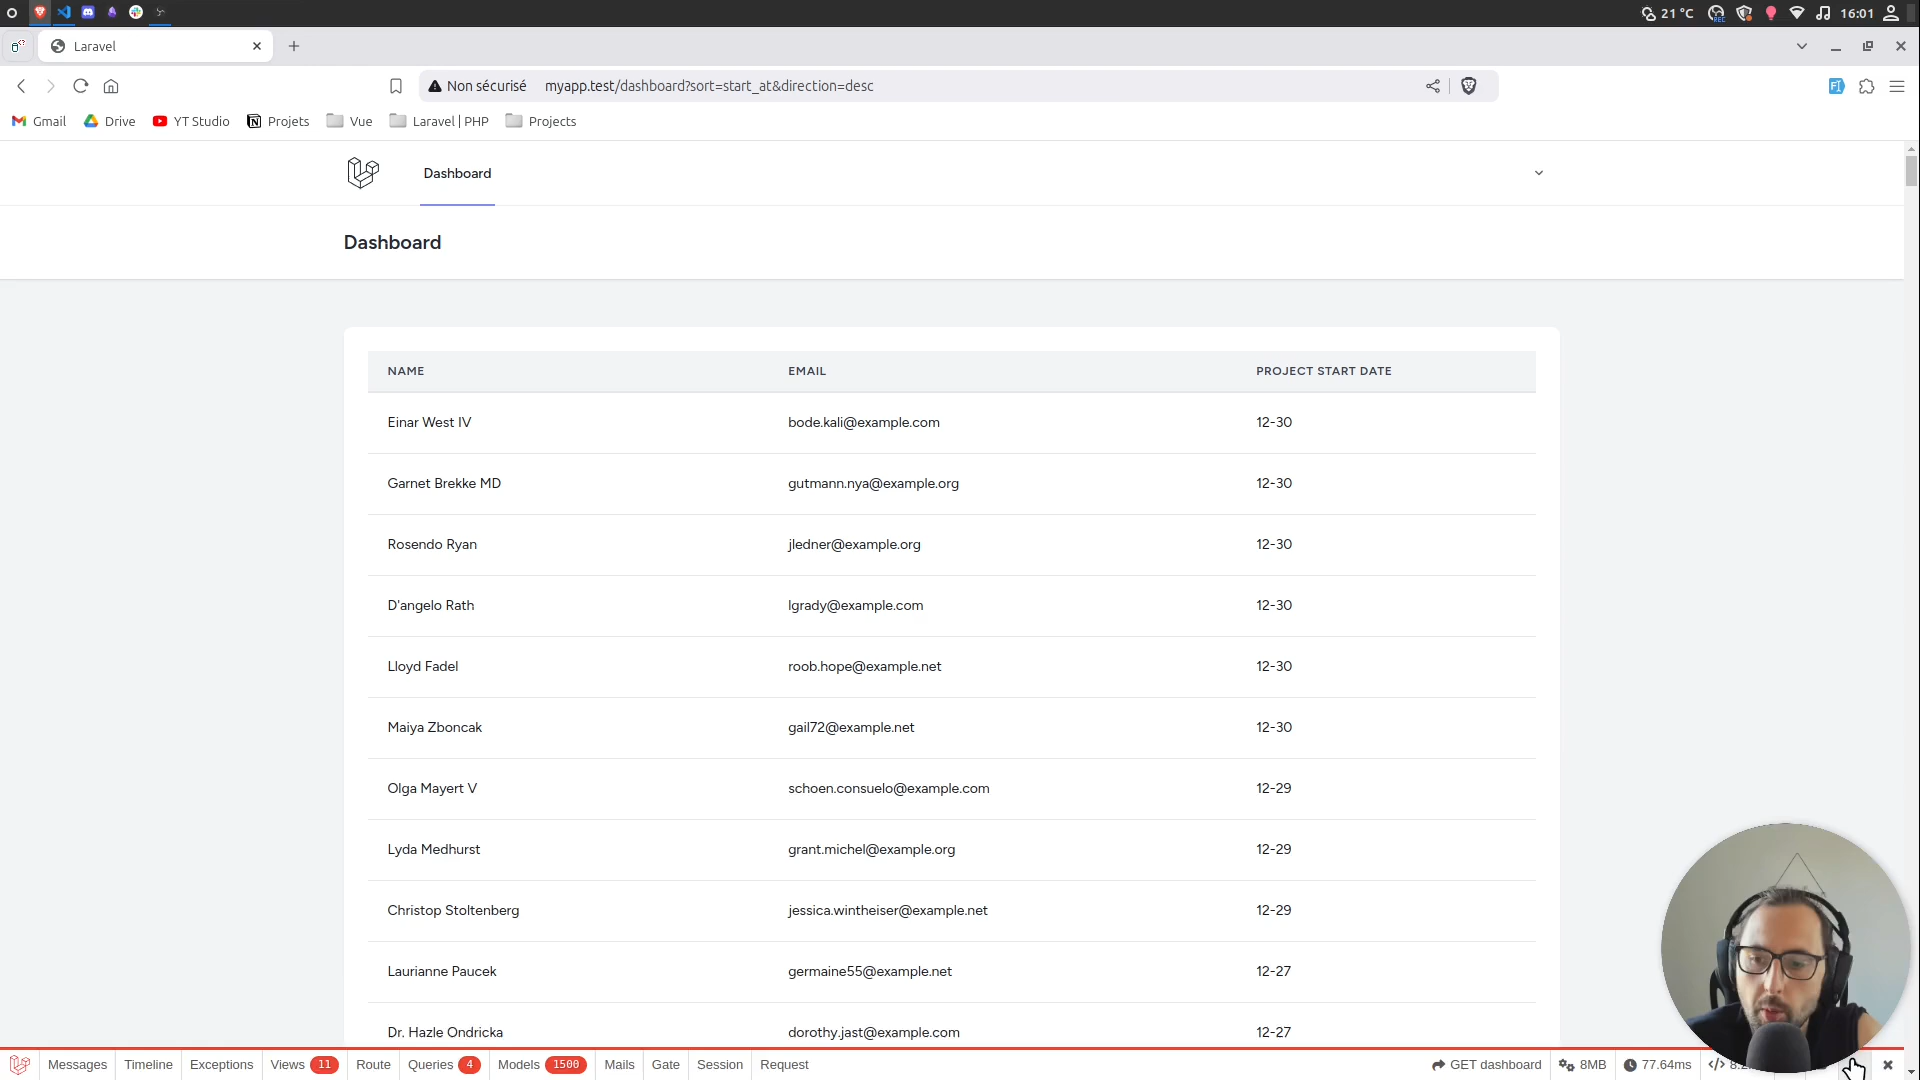 21 °C
REC
16:01
Laravel
Non sécurisé myapp.test/dashboard?sort=start_at&direction=desc
Gmail Drive YT Studio Projets Vue Laravel | PHP Projects
Dashboard
Dashboard
NAME EMAIL PROJECT START DATE
Einar West IV bode.kali@example.com 12-30
Garnet Brekke MD gutmann.nya@example.org 12-30
Rosendo Ryan jledner@example.org 12-30
D'angelo Rath lgrady@example.com 12-30
Lloyd Fadel roob.hope@example.net 12-30
Maiya Zboncak gail72@example.net 12-30
Olga Mayert V schoen.consuelo@example.com 12-29
Lyda Medhurst grant.michel@example.org 12-29
Christop Stoltenberg jessica.wintheiser@example.net 12-29
Laurianne Paucek germaine55@example.net 12-27
Dr. Hazle Ondricka dorothy.jast@example.com 12-27
Messages Timeline Exceptions Views 11 Route Queries 4 Models 1500 Mails Gate Session Request GET dashboard 8MB 77.64ms